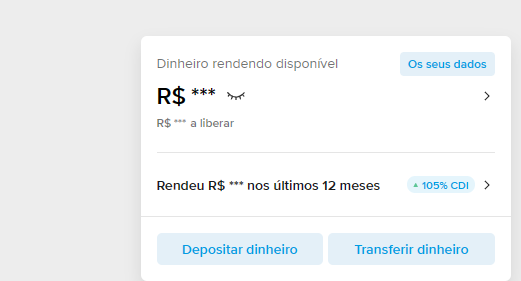 Dinheiro rendendo disponível
Os seus dados
R$ ***
R$ *** a liberar
Rendeu R$ *** nos últimos 12 meses
105% CDI
Depositar dinheiro
Transferir dinheiro